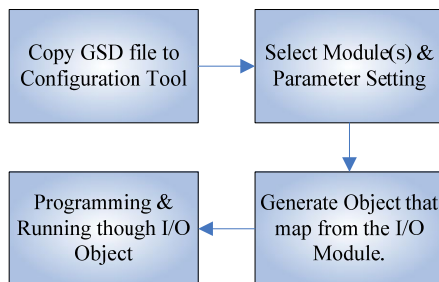 Copy GSD file to
Configuration Tool
Select Module(s) &
Parameter Setting
Generate Object that
map from the I/O
Module.
Programming &
Running though I/O
Object